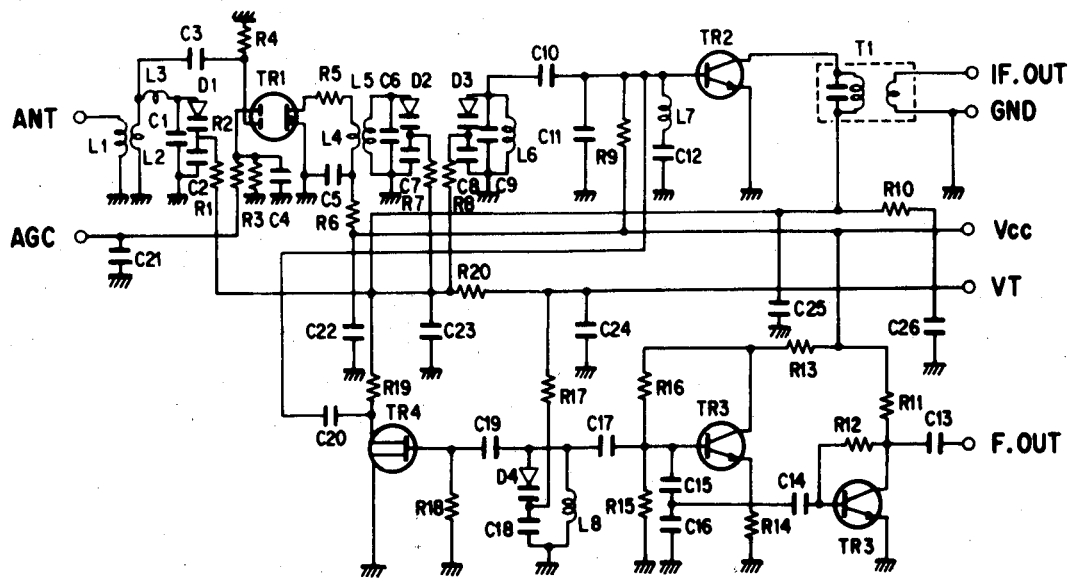 C3
R4
C10
TR2
T1
L3
D1
TR1
R5
L5
C6
D2
D3
IF.OUT
ANT
C1
R2
GND
L1
L2
L4
L6
C11
R9
L7
C12
C2
R1
R3
C4
C5
R6
C7
R7
C8
R8
C9
R10
AGC
C21
Vcc
R20
VT
C22
C23
C24
C25
C26
R19
R17
R16
R13
TR4
TR3
R11
C20
C19
C17
R12
C13
F.OUT
D4
C14
R18
C18
L8
R15
C15
C16
R14
TR3